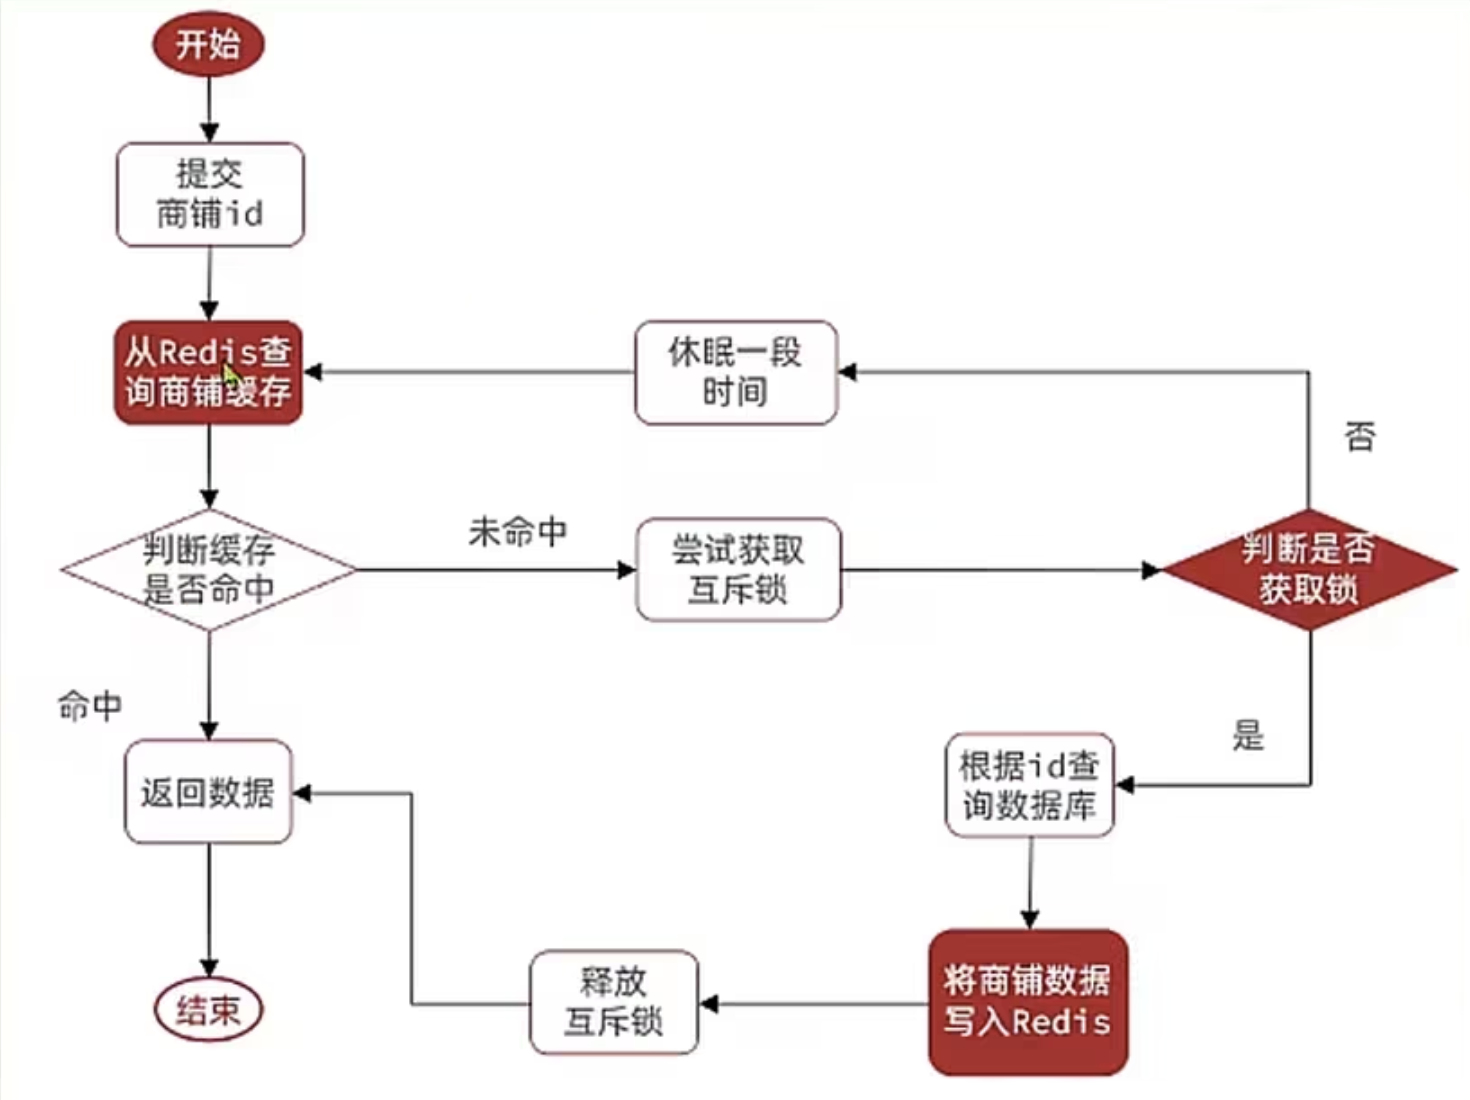 开始
提交
商铺id
从Redis查
询商铺缓存
休眠一段
时间
否
判断缓存
是否命中
未命中
尝试获取
互斥锁
判断是否
获取锁
命中
是
返回数据
根据id查
询数据库
结束
释放
互斥锁
将商铺数据
写入Redis